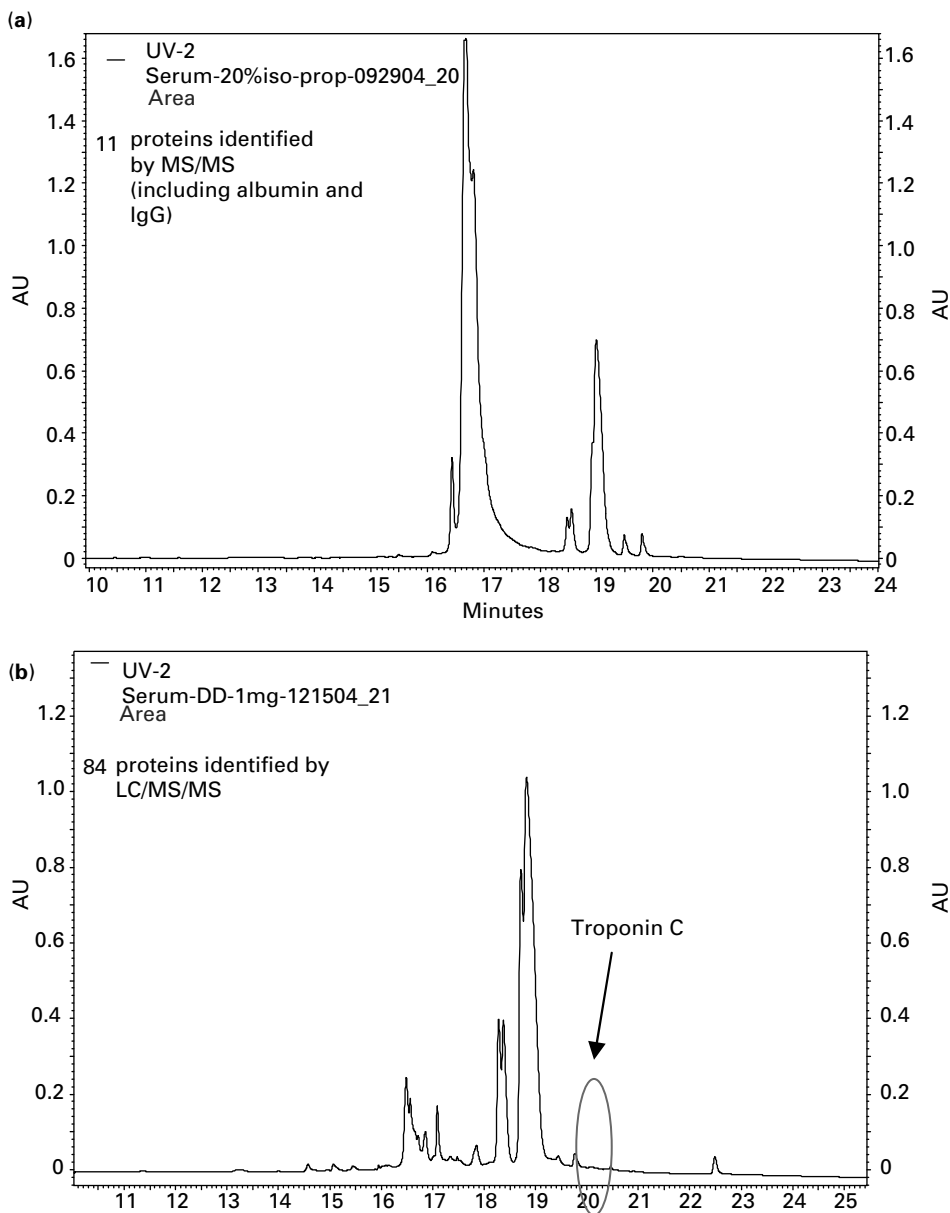 (a)
UV-2
Serum-20%iso-prop-092904_20
Area
11 proteins identified
by MS/MS
(including albumin and
IgG)
1.6
1.4
1.2
1.0
0.8
0.6
0.4
0.2
0
AU
1.6
1.4
1.2
1.0
0.8
0.6
0.4
0.2
0
AU
10 11 12 13 14 15 16 17 18 19 20 21 22 23 24
Minutes
(b)
UV-2
Serum-DD-1mg-121504_21
Area
84 proteins identified by
LC/MS/MS
Troponin C
1.2
1.0
0.8
0.6
0.4
0.2
0
AU
1.2
1.0
0.8
0.6
0.4
0.2
0
AU
11 12 13 14 15 16 17 18 19 20 21 22 23 24 25